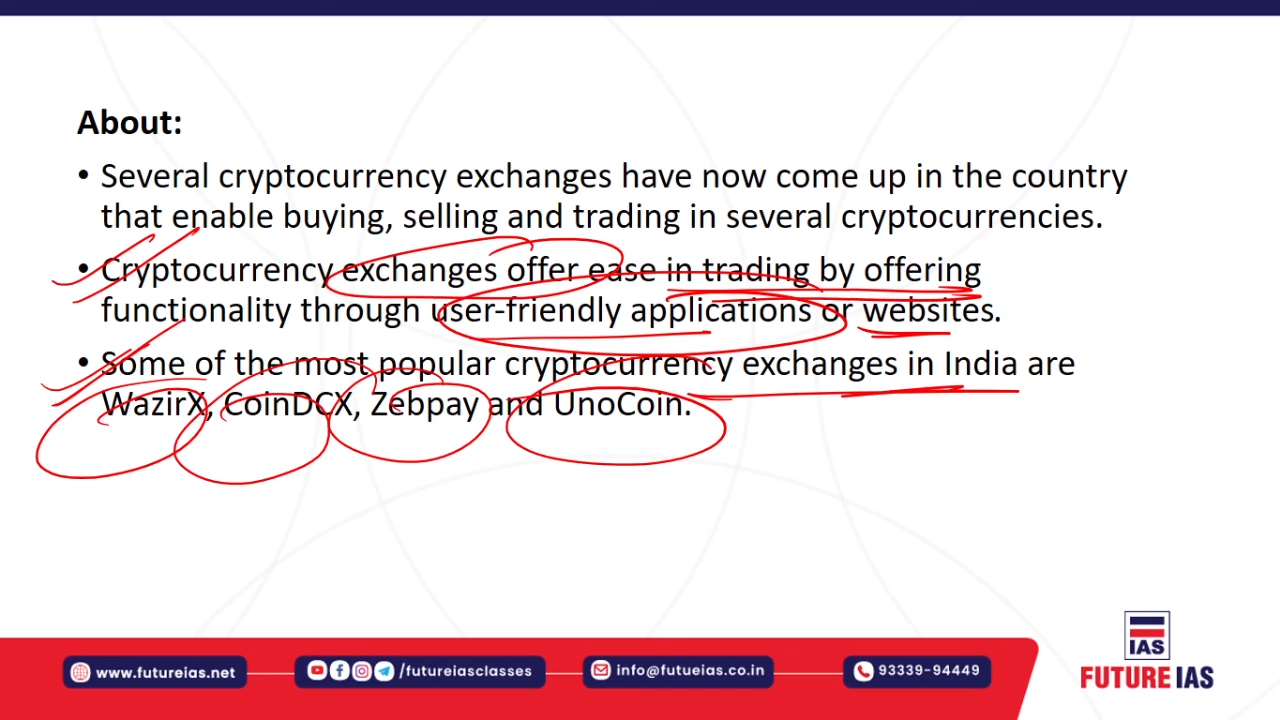 About:
• Several cryptocurrency exchanges have now come up in the country
that enable buying, selling and trading in several cryptocurrencies.
• Cryptocurrency exchanges offer ease in trading by offering
functionality through user-friendly applications or websites.
• Some of the most popular cryptocurrency exchanges in India are
WazirX, CoinDCX, Zebpay and UnoCoin.
IAS
FUTURE IAS
www.futureias.net
/futureiasclasses
info@futueias.co.in
93339-94449